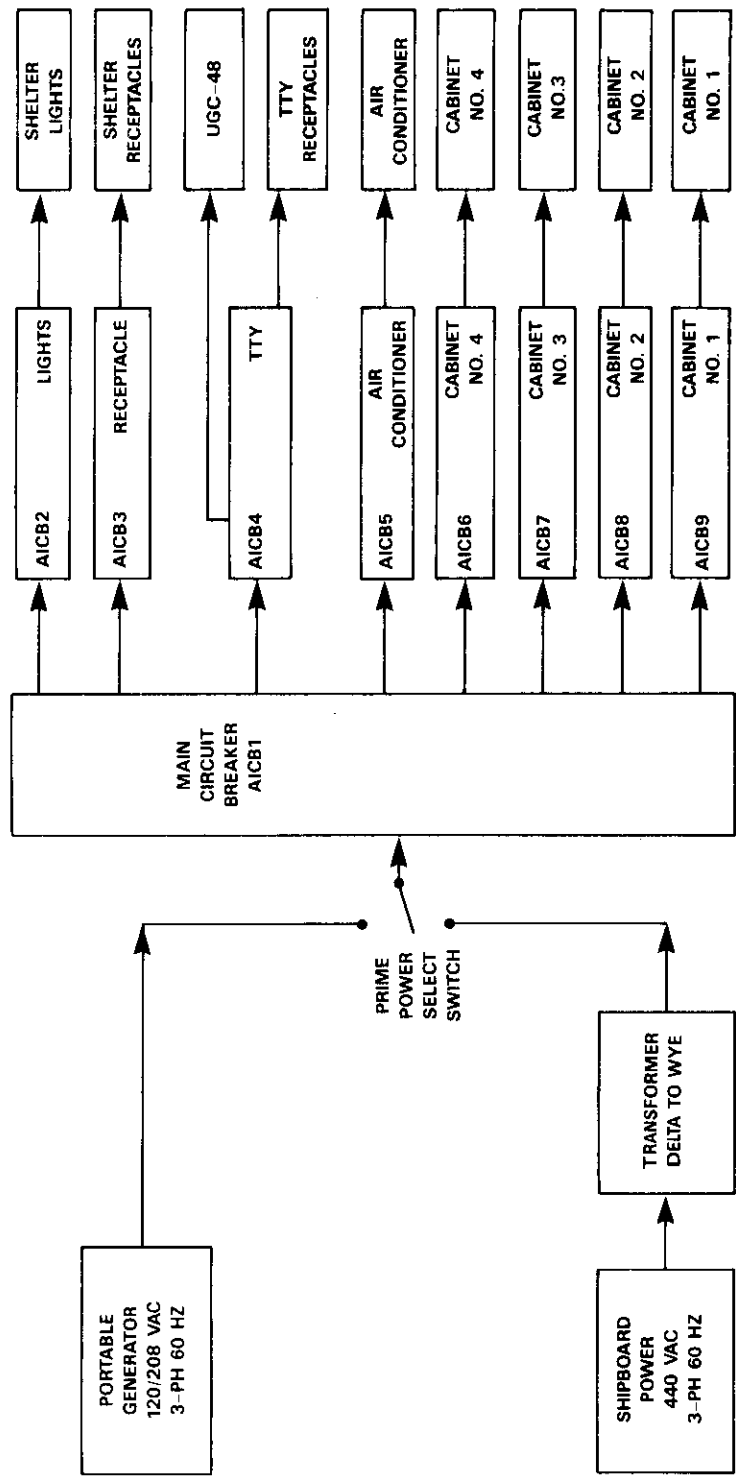 PORTABLE
GENERATOR
120/208 VAC
3-PH 60 HZ
SHIPBOARD
POWER
440 VAC
3-PH 60 HZ
TRANSFORMER
DELTA TO WYE
PRIME
POWER
SELECT
SWITCH
MAIN
CIRCUIT
BREAKER
AICB1
AICB2 LIGHTS
SHELTER
LIGHTS
AICB3 RECEPTACLE
SHELTER
RECEPTACLES
AICB4 TTY
UGC-48
TTY
RECEPTACLES
AICB5 AIR
CONDITIONER
AIR
CONDITIONER
AICB6 CABINET
NO. 4
CABINET
NO. 4
AICB7 CABINET
NO. 3
CABINET
NO.3
AICB8 CABINET
NO. 2
CABINET
NO. 2
AICB9 CABINET
NO. 1
CABINET
NO. 1